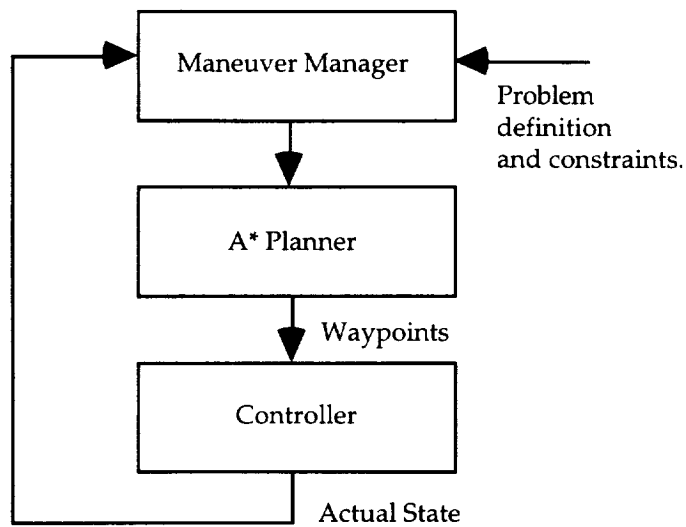 Maneuver Manager
Problem
definition
and constraints.
A* Planner
Waypoints
Controller
Actual State